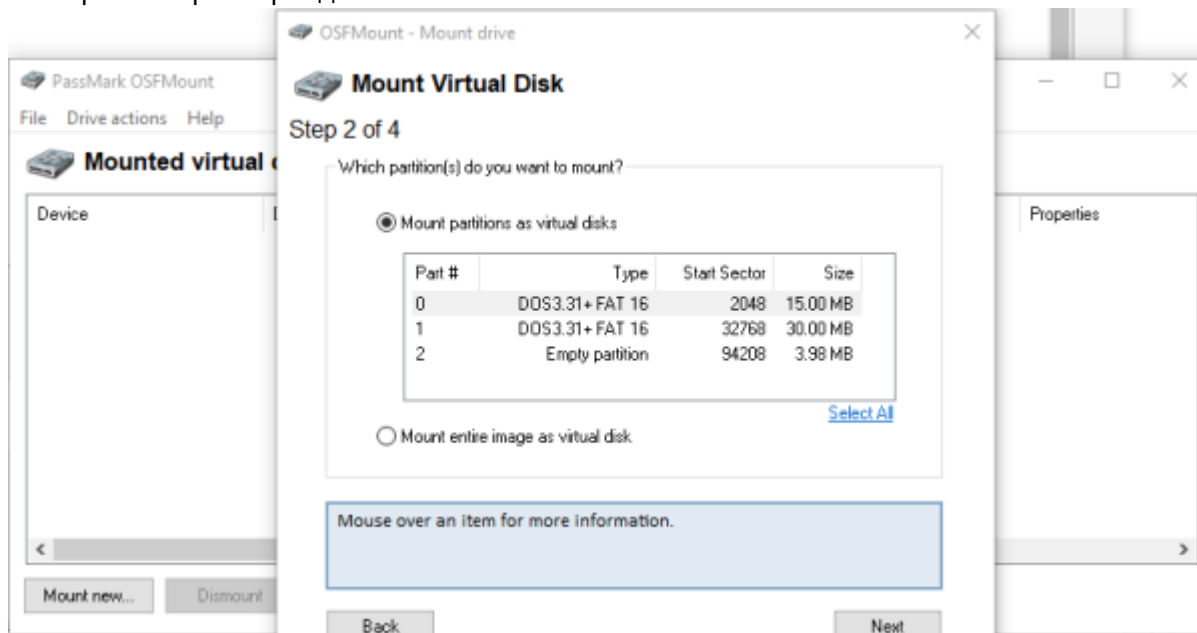 OSFMount - Mount drive
Mount Virtual Disk
Step 2 of 4
Which partition(s) do you want to mount?
Mount partitions as virtual disks
Part # Type Start Sector Size
0 DOS3.31+ FAT 16 2048 15.00 MB
1 DOS3.31+ FAT 16 32768 30.00 MB
2 Empty partition 94208 3.98 MB
Select All
Mount entire image as virtual disk
Mouse over an item for more information.
Back Next
PassMark OSFMount
File Drive actions Help
Mounted virtual
Device Properties
Mount new... Dismount